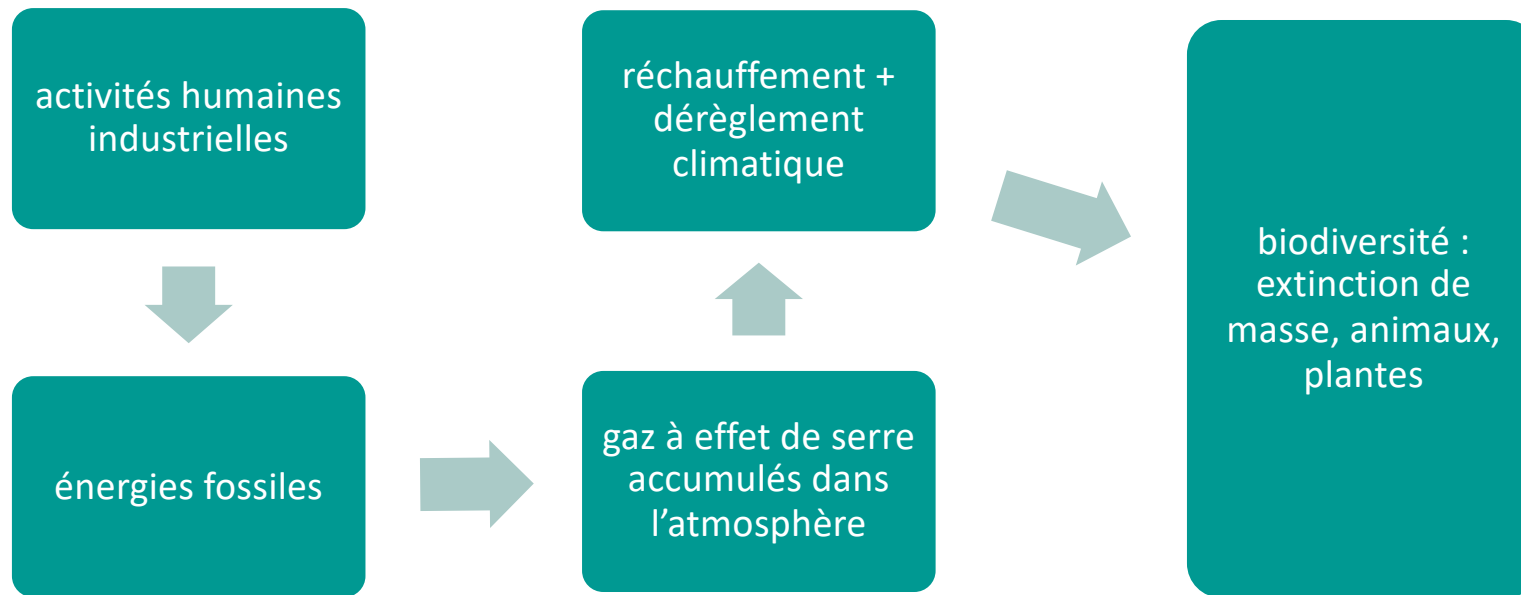 activités humaines
industrielles
énergies fossiles
gaz à effet de serre
accumulés dans
l’atmosphère
réchauffement +
dérèglement
climatique
biodiversité :
extinction de
masse, animaux,
plantes